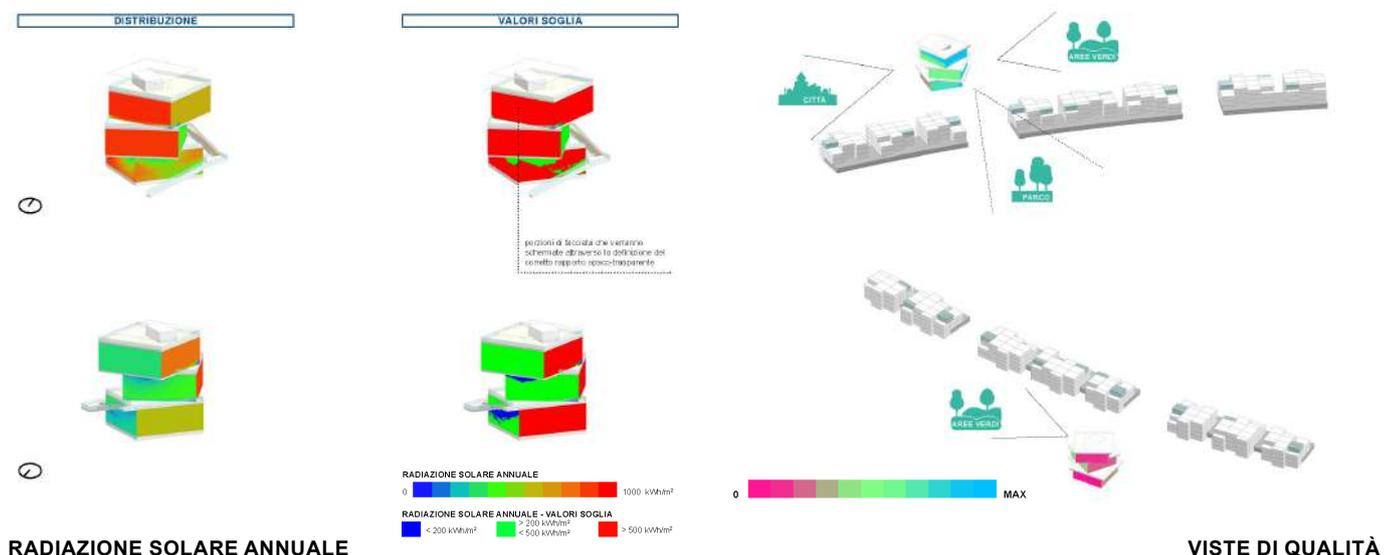 DISTRIBUZIONE
VALORI SOGLIA
AREE VERDI
CITTÀ
PARCO
porzioni di facciata che verranno
schermate attraverso la definizione del
corretto rapporto opaco-trasparente
AREE VERDI
RADIAZIONE SOLARE ANNUALE
0
1000 kWh/m²
RADIAZIONE SOLARE ANNUALE - VALORI SOGLIA
< 200 kWh/m²
> 200 kWh/m²
< 500 kWh/m²
> 500 kWh/m²
0
MAX
RADIAZIONE SOLARE ANNUALE
VISTE DI QUALITÀ